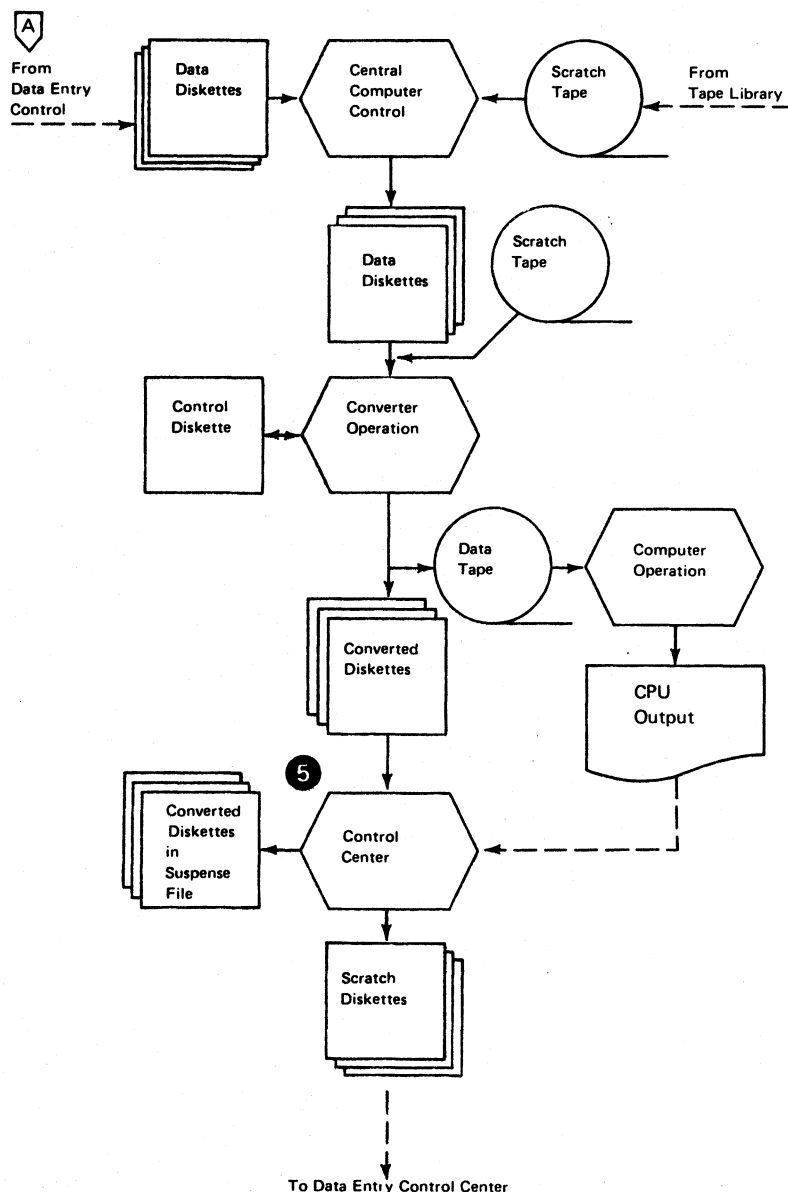 A
From
Data Entry
Control
Data
Diskettes
Central
Computer
Control
Scratch
Tape
From
Tape Library
Data
Diskettes
Scratch
Tape
Control
Diskette
Converter
Operation
Data
Tape
Computer
Operation
Converted
Diskettes
CPU
Output
5
Converted
Diskettes
in
Suspense
File
Control
Center
Scratch
Diskettes
To Data Entry Control Center